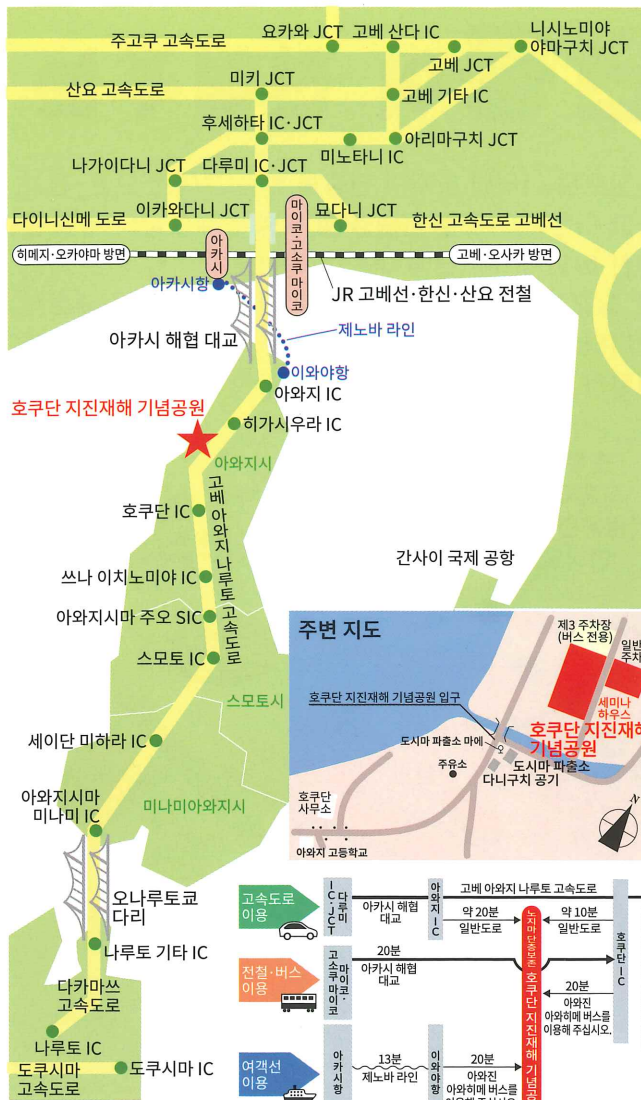 요카와 JCT
고베 산다 IC
니시노미야
야마구치 JCT
주고쿠 고속도로
고베 JCT
미키 JCT
산요 고속도로
고베 기타 IC
후세하타 IC·JCT
미노타니 IC
아리마구치 JCT
나가이다니 JCT
다루미 IC·JCT
다이니신메 도로
이카와다니 JCT
묘다니 JCT
한신 고속도로 고베선
아카시
마이코·고소쿠마이코
히메지·오카야마 방면
고베·오사카 방면
아카시항
JR 고베선·한신·산요 전철
아카시 해협 대교
제노바 라인
이와야항
아와지 IC
호쿠단 지진재해 기념공원
히가시우라 IC
아와지시
고베 아와지 나루토 고속도로
호쿠단 IC
간사이 국제 공항
쓰나 이치노미야 IC
아와지시마 주오 SIC
스모토 IC
스모토시
세이단 미하라 IC
아와지시마
미나미 IC
미나미아와지시
오나루토쿄
다리
나루토 기타 IC
다카마쓰
고속도로
나루토 IC
도쿠시마 IC
도쿠시마
고속도로
주변 지도
제3 주차장
(버스 전용)
일반
주차
세미나
하우스
호쿠단 지진재해 기념공원 입구
호쿠단 지진재해
기념공원
도시마 파출소 마에
도시마 파출소
다니구치 공기
주유소
호쿠단
사무소
아와지 고등학교
N
고속도로
이용
다루미
IC·JCT
아카시 해협
대교
아와지 IC
고베 아와지 나루토 고속도로
약 20분
일반도로
약 10분
일반도로
호쿠단 IC
노지마단층보존 호쿠단 지진재해 기념공
전철·버스
이용
마이코·
고소쿠마이코
20분
아카시 해협
대교
20분
아와진
아와히메 버스를
이용해 주십시오.
여객선
이용
아카시항
13분
제노바 라인
이와야항
20분
아와진
아와히메 버스를